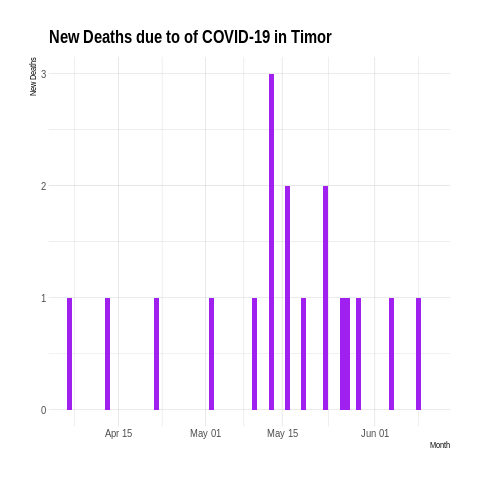 New Deaths due to of COVID-19 in Timor
New Deaths
3
2
1
0
Apr 15
May 01
May 15
Jun 01
Month